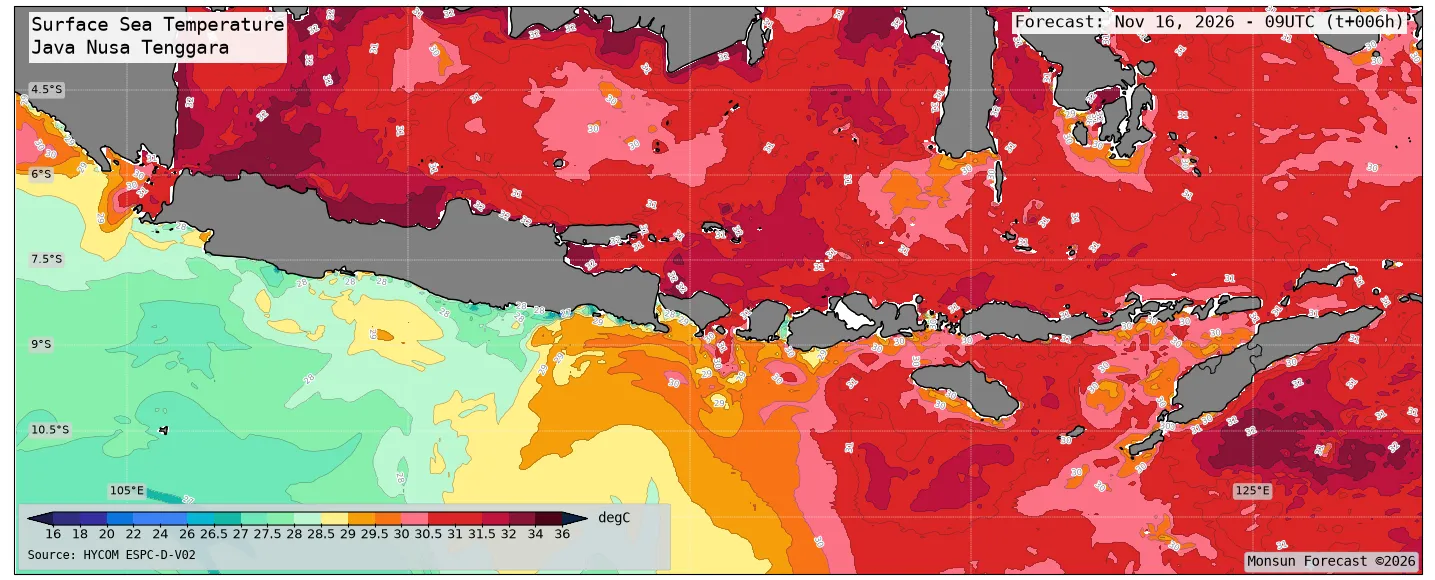 Surface Sea Temperature
Java Nusa Tenggara
Forecast: Nov 16, 2026 - 09UTC (t+006h)
4.5°S
6°S
7.5°S
9°S
10.5°S
105°E
125°E
degC
16 18 20 22 24 26 26.5 27 27.5 28 28.5 29 29.5 30 30.5 31 31.5 32 34 36
Source: HYCOM ESPC-D-V02
Monsun Forecast ©2026